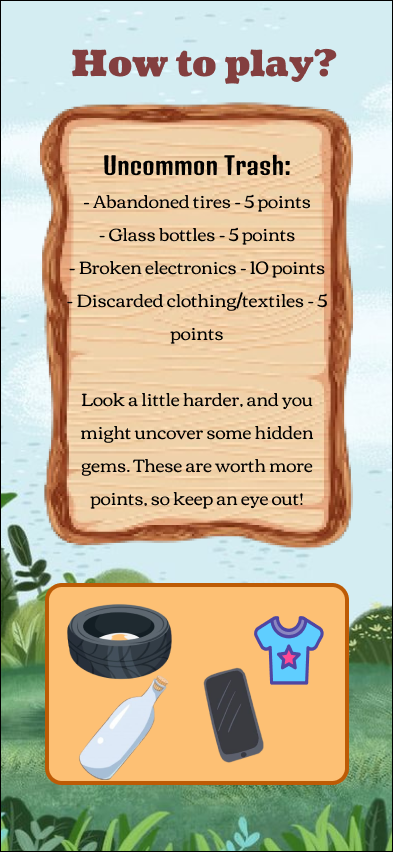 How to play?
Uncommon Trash:
- Abandoned tires - 5 points
- Glass bottles - 5 points
- Broken electronics - 10 points
- Discarded clothing/textiles - 5
points
Look a little harder, and you
might uncover some hidden
gems. These are worth more
points, so keep an eye out!